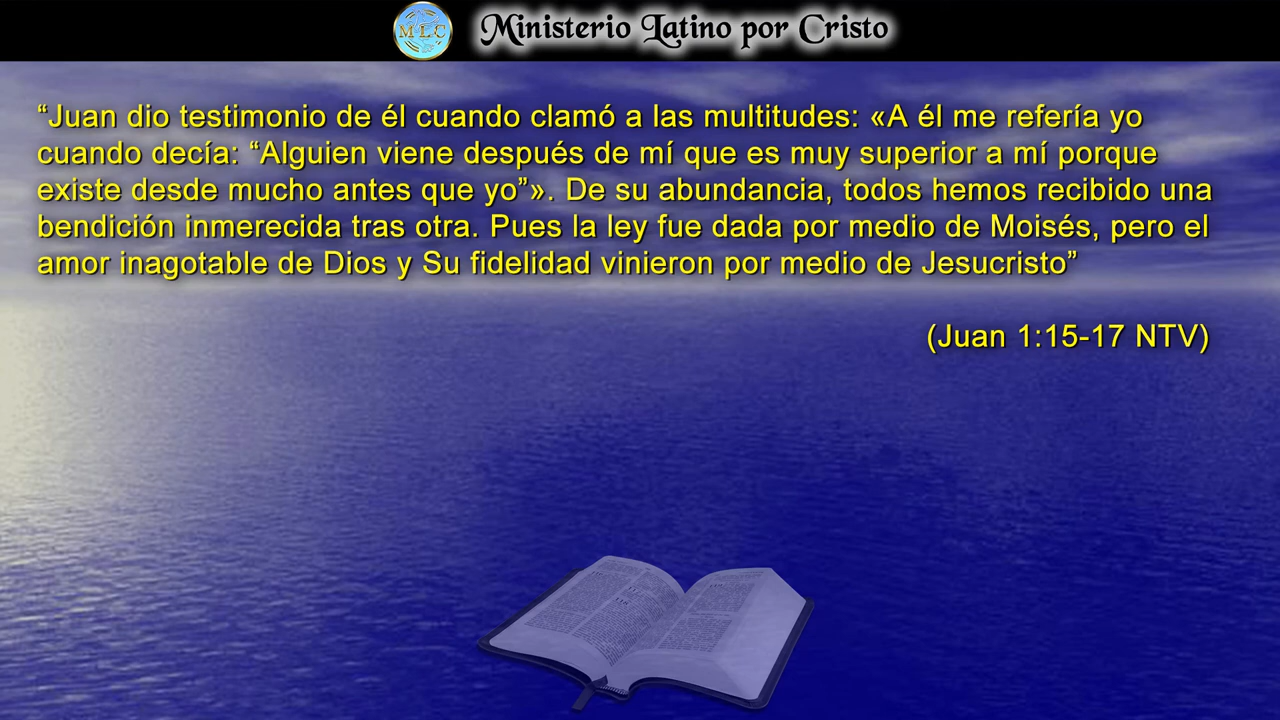 MLC
Ministerio Latino por Cristo
“Juan dio testimonio de él cuando clamó a las multitudes: «A él me refería yo
cuando decía: “Alguien viene después de mí que es muy superior a mí porque
existe desde mucho antes que yo”». De su abundancia, todos hemos recibido una
bendición inmerecida tras otra. Pues la ley fue dada por medio de Moisés, pero el
amor inagotable de Dios y Su fidelidad vinieron por medio de Jesucristo”
(Juan 1:15-17 NTV)